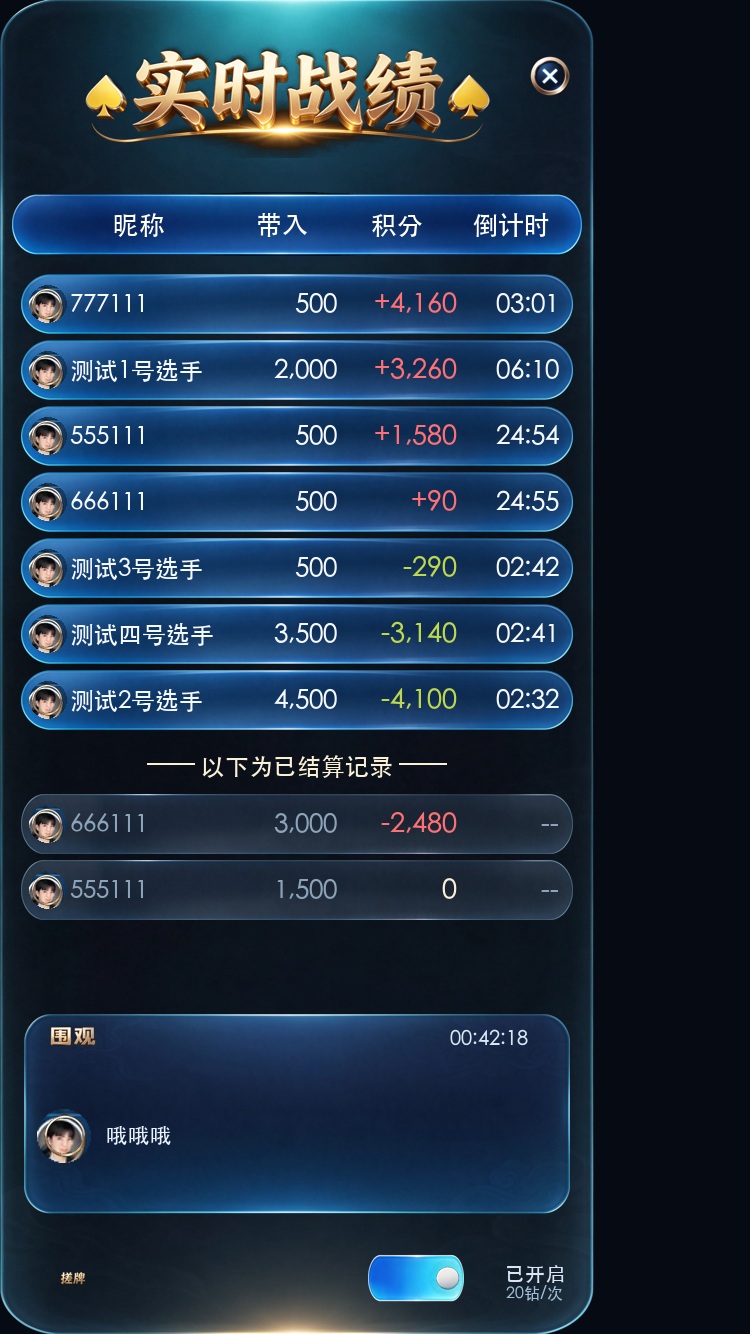 实时战绩
昵称 带入 积分 倒计时
777111 500 +4,160 03:01
测试1号选手 2,000 +3,260 06:10
555111 500 +1,580 24:54
666111 500 +90 24:55
测试3号选手 500 -290 02:42
测试四号选手 3,500 -3,140 02:41
测试2号选手 4,500 -4,100 02:32
以下为已结算记录
666111 3,000 -2,480 --
555111 1,500 0 --
围观 00:42:18
哦哦哦
搓牌 已开启
20钻/次